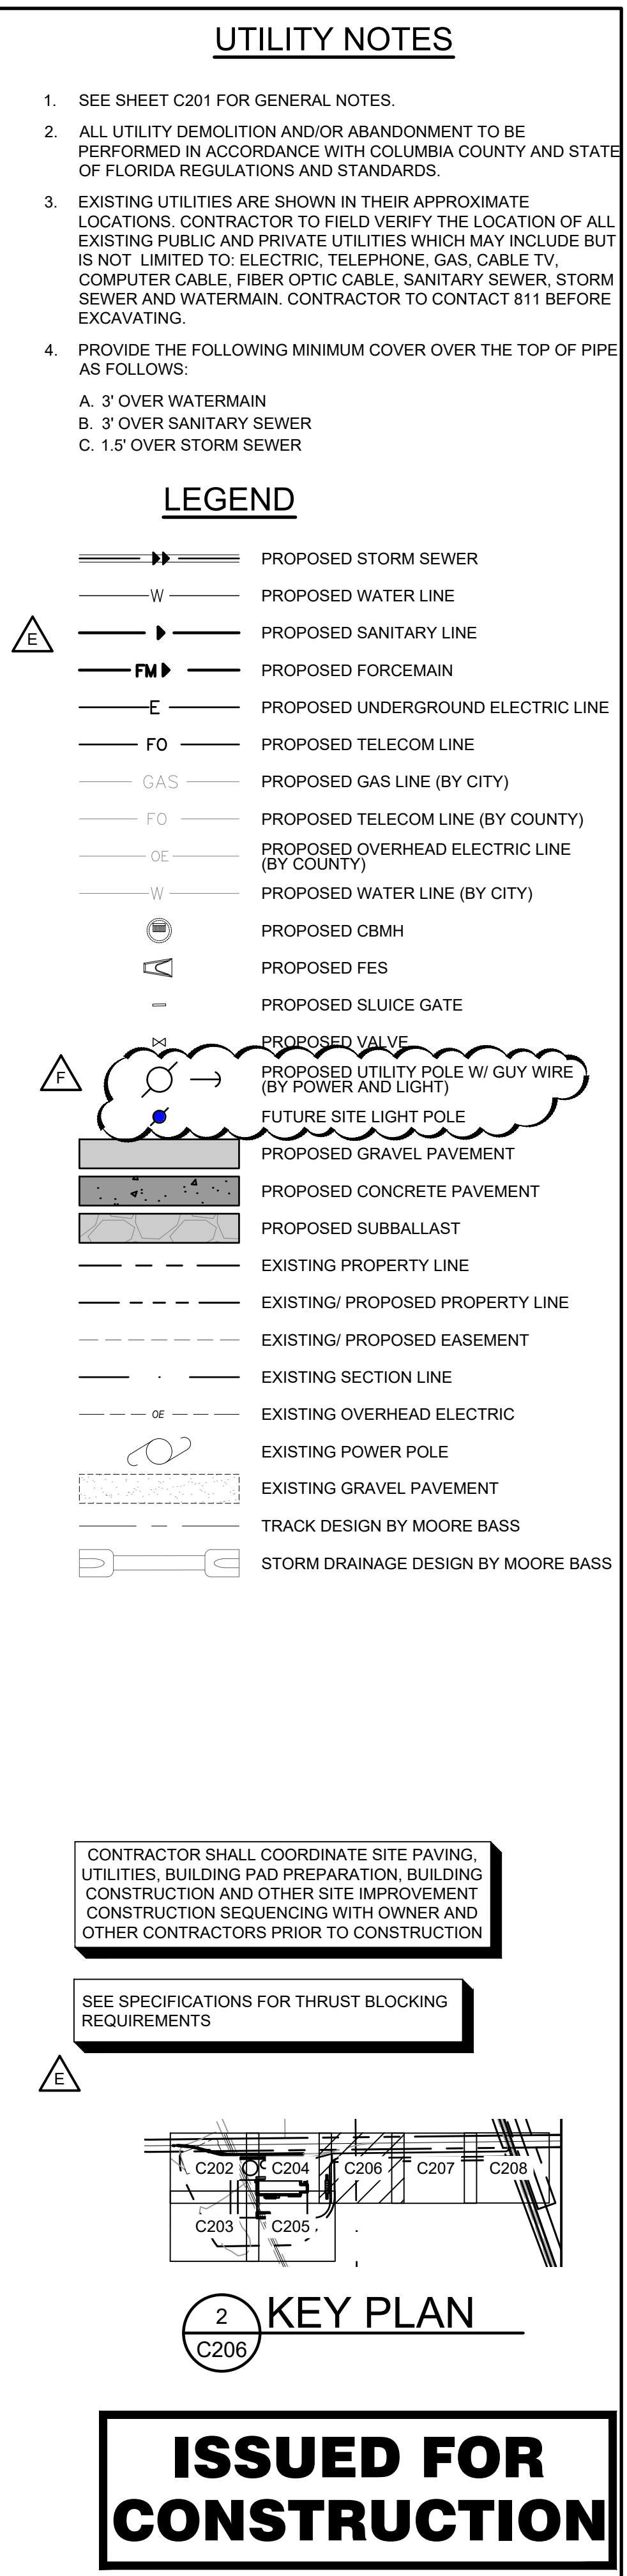 UTILITY NOTES
1. SEE SHEET C201 FOR GENERAL NOTES.
2. ALL UTILITY DEMOLITION AND/OR ABANDONMENT TO BE
PERFORMED IN ACCORDANCE WITH COLUMBIA COUNTY AND STATE
OF FLORIDA REGULATIONS AND STANDARDS.
3. EXISTING UTILITIES ARE SHOWN IN THEIR APPROXIMATE
LOCATIONS. CONTRACTOR TO FIELD VERIFY THE LOCATION OF ALL
EXISTING PUBLIC AND PRIVATE UTILITIES WHICH MAY INCLUDE BUT
IS NOT LIMITED TO: ELECTRIC, TELEPHONE, GAS, CABLE TV,
COMPUTER CABLE, FIBER OPTIC CABLE, SANITARY SEWER, STORM
SEWER AND WATERMAIN. CONTRACTOR TO CONTACT 811 BEFORE
EXCAVATING.
4. PROVIDE THE FOLLOWING MINIMUM COVER OVER THE TOP OF PIPE
AS FOLLOWS:
A. 3' OVER WATERMAIN
B. 3' OVER SANITARY SEWER
C. 1.5' OVER STORM SEWER
LEGEND
PROPOSED STORM SEWER
W PROPOSED WATER LINE
E PROPOSED SANITARY LINE
FM PROPOSED FORCEMAIN
E PROPOSED UNDERGROUND ELECTRIC LINE
FO PROPOSED TELECOM LINE
GAS PROPOSED GAS LINE (BY CITY)
FO PROPOSED TELECOM LINE (BY COUNTY)
OE PROPOSED OVERHEAD ELECTRIC LINE
(BY COUNTY)
W PROPOSED WATER LINE (BY CITY)
PROPOSED CBMH
PROPOSED FES
PROPOSED SLUICE GATE
PROPOSED VALVE
F PROPOSED UTILITY POLE W/ GUY WIRE
(BY POWER AND LIGHT)
FUTURE SITE LIGHT POLE
PROPOSED GRAVEL PAVEMENT
PROPOSED CONCRETE PAVEMENT
PROPOSED SUBBALLAST
EXISTING PROPERTY LINE
EXISTING/ PROPOSED PROPERTY LINE
EXISTING/ PROPOSED EASEMENT
EXISTING SECTION LINE
OE EXISTING OVERHEAD ELECTRIC
EXISTING POWER POLE
EXISTING GRAVEL PAVEMENT
TRACK DESIGN BY MOORE BASS
STORM DRAINAGE DESIGN BY MOORE BASS
CONTRACTOR SHALL COORDINATE SITE PAVING,
UTILITIES, BUILDING PAD PREPARATION, BUILDING
CONSTRUCTION AND OTHER SITE IMPROVEMENT
CONSTRUCTION SEQUENCING WITH OWNER AND
OTHER CONTRACTORS PRIOR TO CONSTRUCTION
SEE SPECIFICATIONS FOR THRUST BLOCKING
REQUIREMENTS
E
C202 C204 C206 C207 C208
C203 C205
2 KEY PLAN
C206
ISSUED FOR
CONSTRUCTION